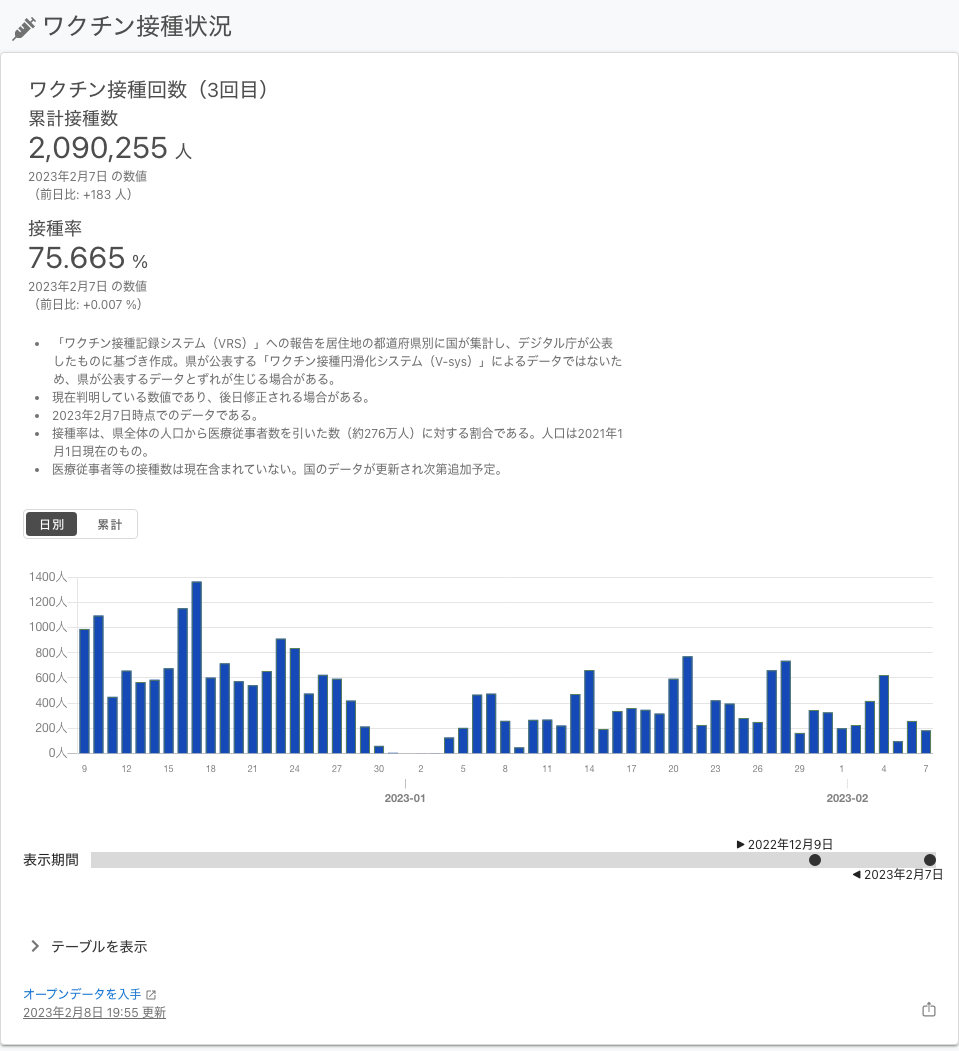 ワクチン接種状況
ワクチン接種回数（3回目）
累計接種数
2,090,255 人
2023年2月7日 の数値
（前日比: +183 人）
接種率
75.665 %
2023年2月7日 の数値
（前日比: +0.007 %）
• 「ワクチン接種記録システム（VRS）」への報告を居住地の都道府県別に国が集計し、デジタル庁が公表
したものに基づき作成。県が公表する「ワクチン接種円滑化システム（V-sys）」によるデータではないた
め、県が公表するデータとずれが生じる場合がある。
• 現在判明している数値であり、後日修正される場合がある。
• 2023年2月7日時点でのデータである。
• 接種率は、県全体の人口から医療従事者数を引いた数（約276万人）に対する割合である。人口は2021年1
月1日現在のもの。
• 医療従事者等の接種数は現在含まれていない。国のデータが更新され次第追加予定。
日別 累計
1400人
1200人
1000人
800人
600人
400人
200人
0人
9 12 15 18 21 24 27 30 2 5 8 11 14 17 20 23 26 29 1 4 7
2023-01 2023-02
▶ 2022年12月9日
表示期間
◀ 2023年2月7日
テーブルを表示
オープンデータを入手
2023年2月8日 19:55 更新